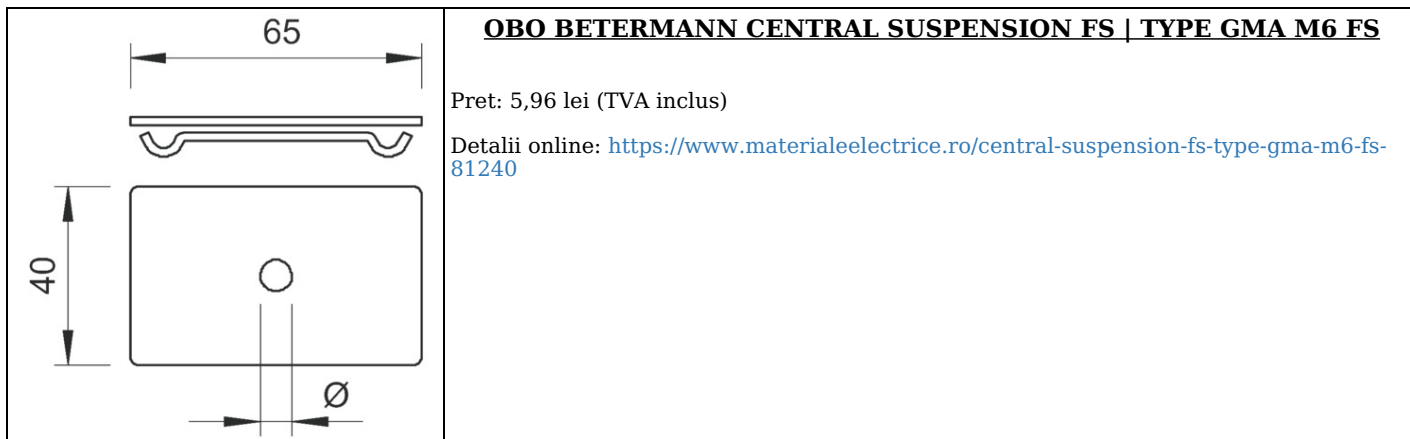 65
40
Ø
OBO BETERMANN CENTRAL SUSPENSION FS | TYPE GMA M6 FS
Pret: 5,96 lei (TVA inclus)
Detalii online: https://www.materialeelectrice.ro/central-suspension-fs-type-gma-m6-fs-
81240